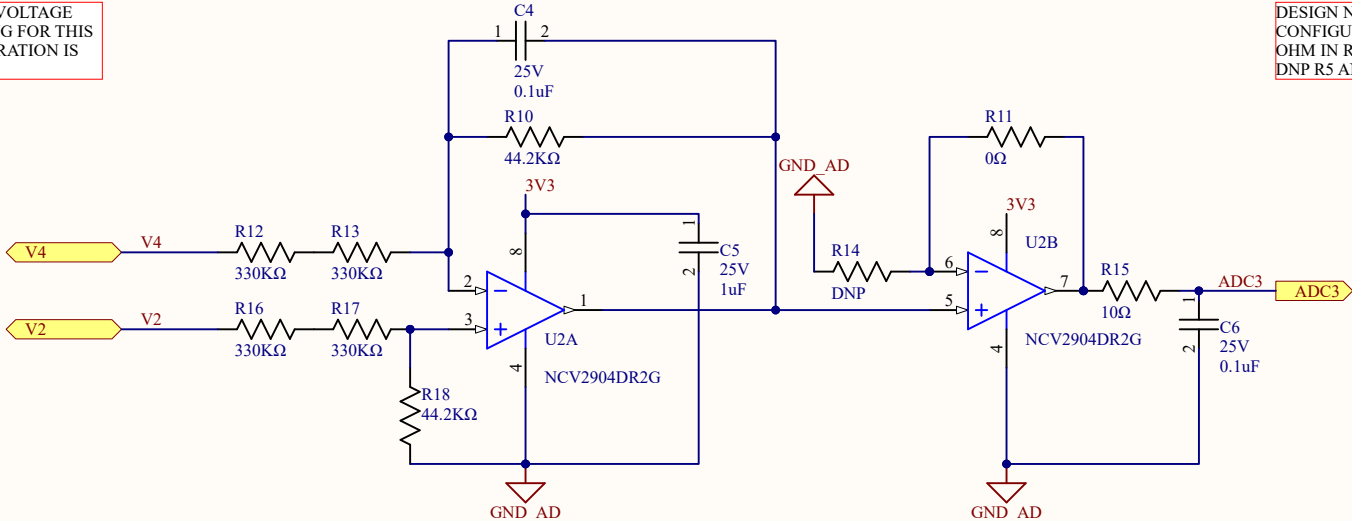 VOLTAGE
G FOR THIS
RATION IS
DESIGN N
CONFIGU
OHM IN R
DNP R5 A
C4
1 2
25V
0.1uF
R10
44.2KΩ
3V3
GND_AD
R11
0Ω
V4 V4
R12 R13
330KΩ 330KΩ
8
1
C5
25V
1uF
2
2
3
1
U2A
NCV2904DR2G
4
V2 V2
R16 R17
330KΩ 330KΩ
R18
44.2KΩ
GND_AD
R14
DNP
3V3
8
U2B
6
5
7
NCV2904DR2G
4
R15
10Ω
ADC3 ADC3
1
C6
25V
0.1uF
2
GND_AD